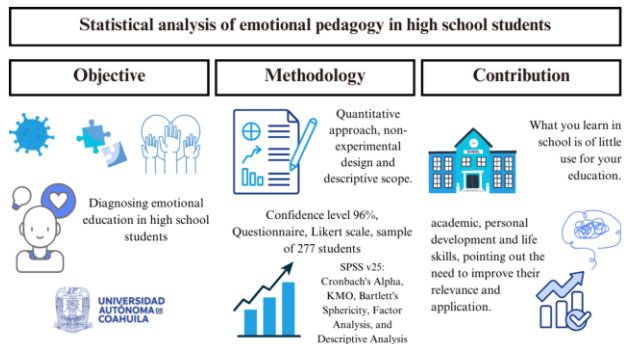 Statistical analysis of emotional pedagogy in high school students
Objective
Diagnosing emotional
education in high school
students
UNIVERSIDAD
AUTÓNOMA DE
COAHUILA
Methodology
Quantitative
approach, non-
experimental
design and
descriptive scope.
Confidence level 96%,
Questionnaire, Likert scale, sample
of 277 students
SPSS v25:
Cronbach's Alpha,
KMO, Bartlett's
Sphericity, Factor
Analysis, and
Descriptive Analysis
Contribution
What you learn in
school is of little
use for your
education.
academic, personal
development and life
skills, pointing out the
need to improve their
relevance and
application.